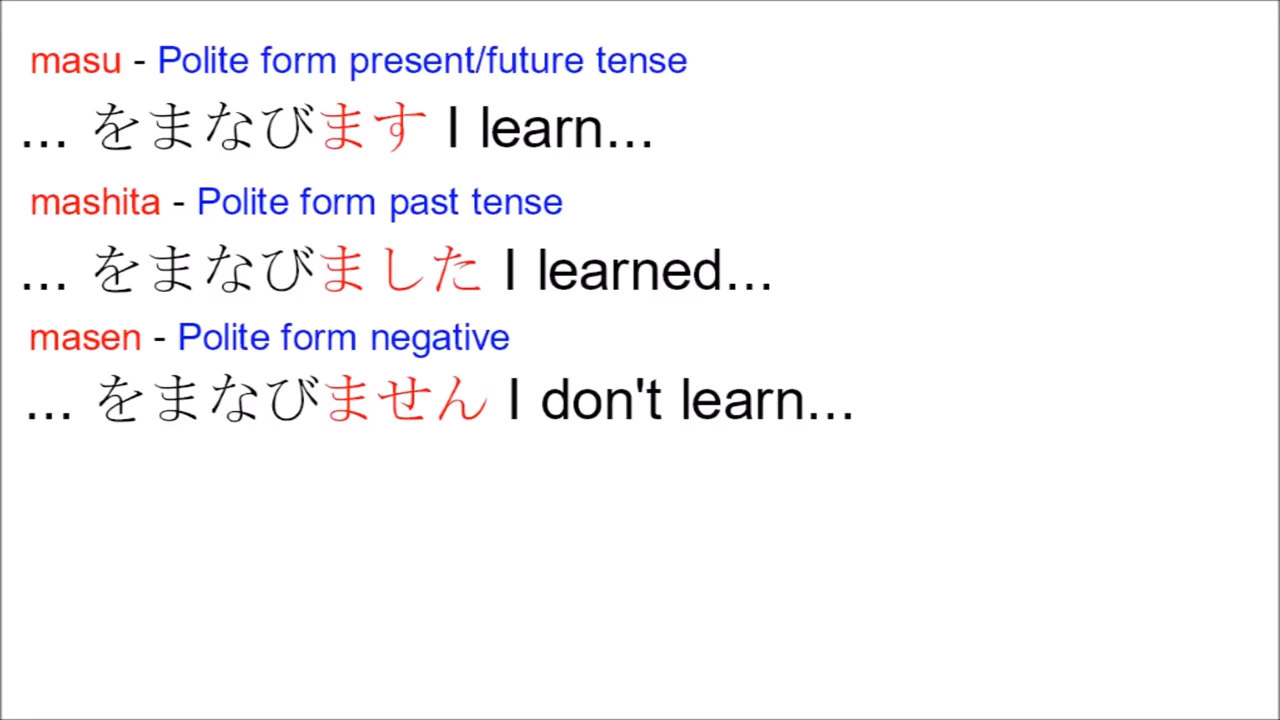 masu - Polite form present/future tense
... をまなびます I learn...
mashita - Polite form past tense
... をまなびました I learned...
masen - Polite form negative
... をまなびません I don't learn...